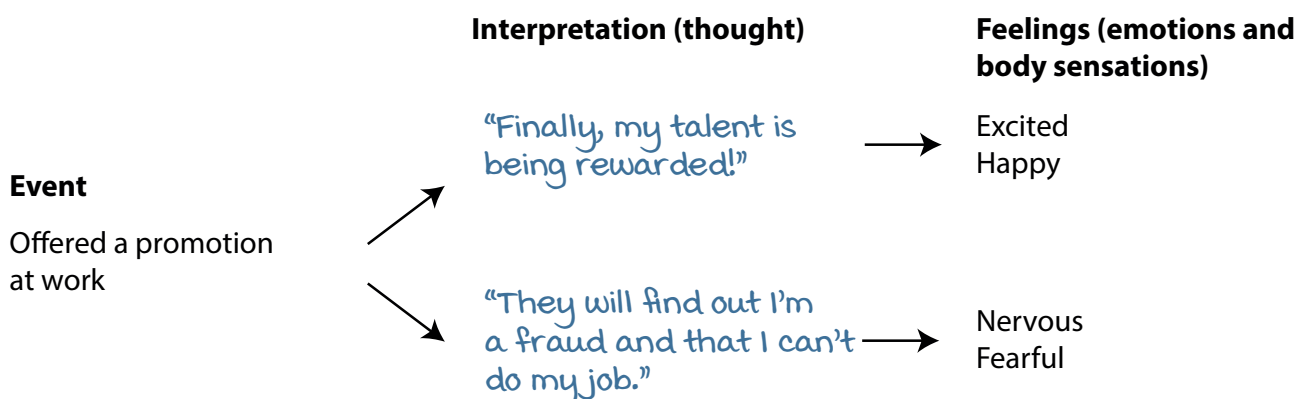 Interpretation (thought)
Feelings (emotions and
body sensations)
“Finally, my talent is
being rewarded!”
Excited
Happy
Event
Offered a promotion
at work
“They will find out I’m
a fraud and that I can’t
do my job.”
Nervous
Fearful